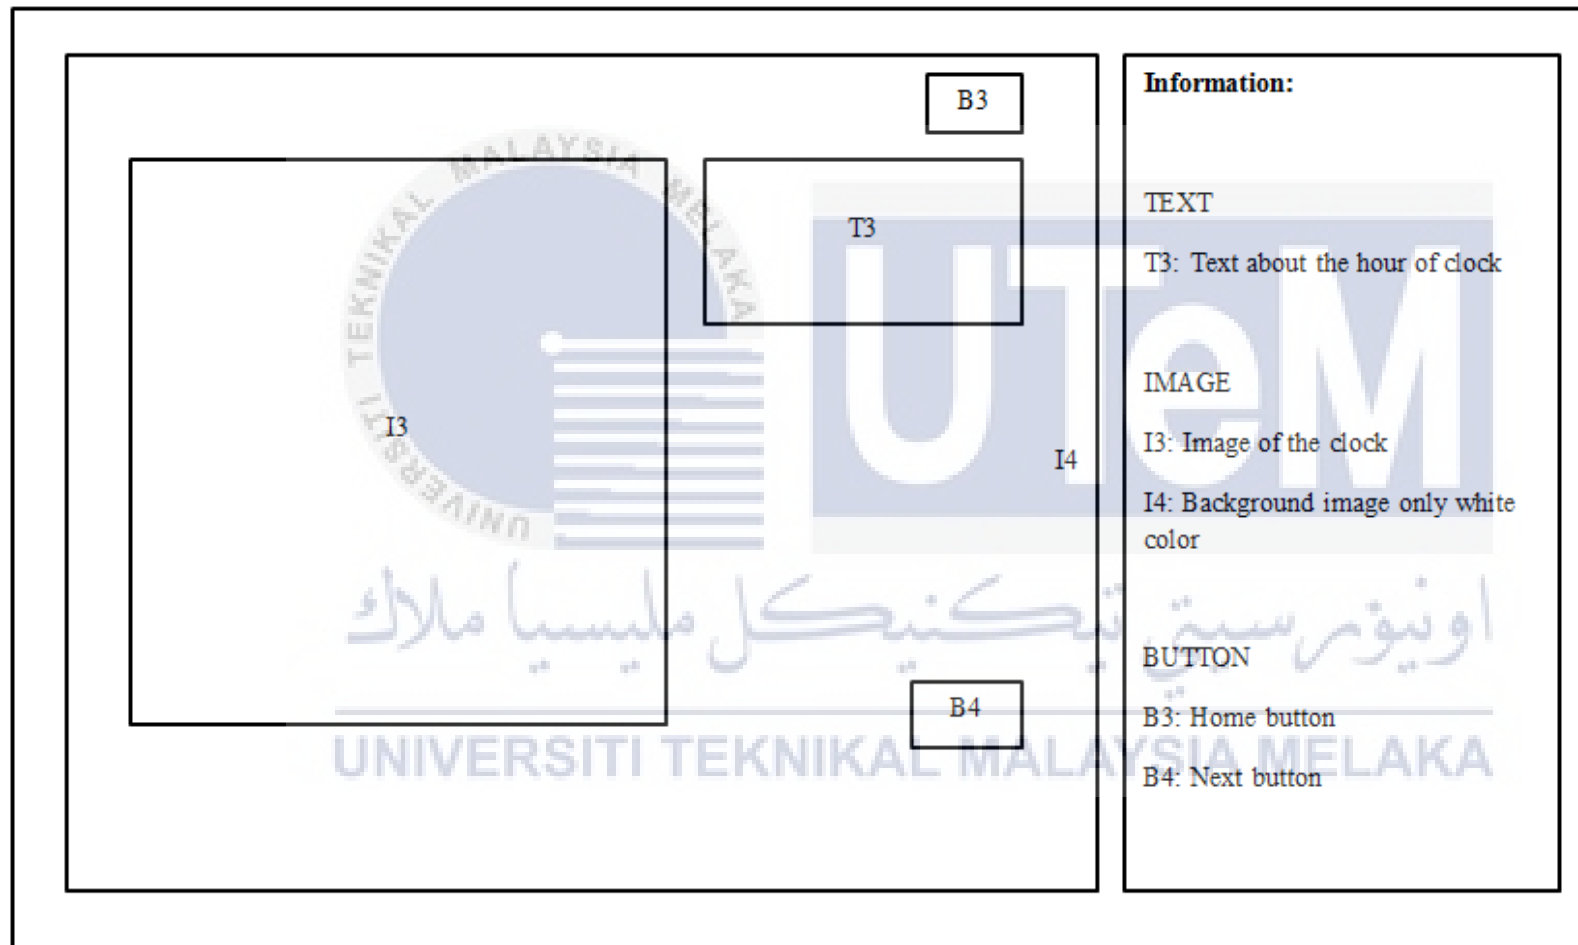 B3
T3
I3
I4
B4
Information:
TEXT
T3: Text about the hour of clock
IMAGE
I3: Image of the clock
I4: Background image only white
color
BUTTON
B3: Home button
B4: Next button
UNIVERSITI TEKNIKAL MALAYSIA MELAKA
UTeM
اونيۏرسيتي تيكنيكل مليسيا ملاك
UNIVERSITI TEKNIKAL MALAYSIA MELAKA